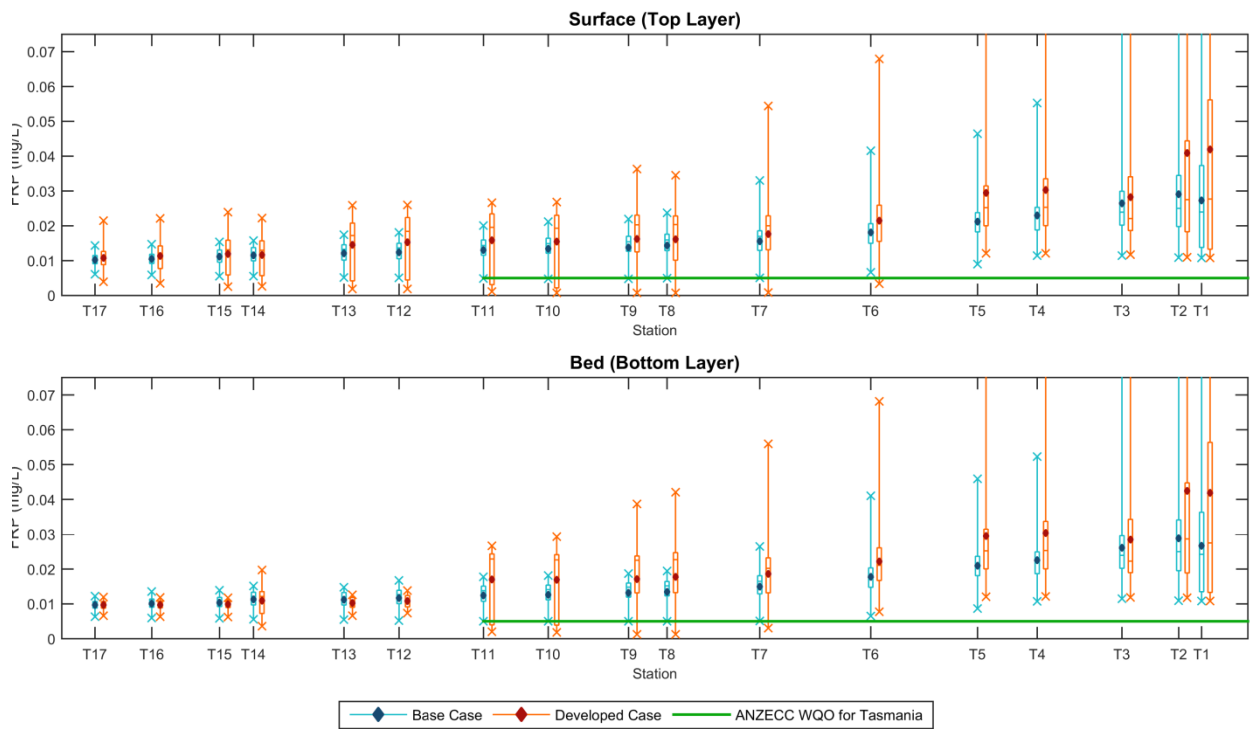 Surface (Top Layer)
0.07
0.06
0.05
0.04
0.03
0.02
0.01
0
FRP (mg/L)
T17 T16 T15 T14 T13 T12 T11 T10 T9 T8 T7 T6 T5 T4 T3 T2 T1
Station
Bed (Bottom Layer)
0.07
0.06
0.05
0.04
0.03
0.02
0.01
0
FRP (mg/L)
T17 T16 T15 T14 T13 T12 T11 T10 T9 T8 T7 T6 T5 T4 T3 T2 T1
Station
Base Case Developed Case ANZECC WQO for Tasmania